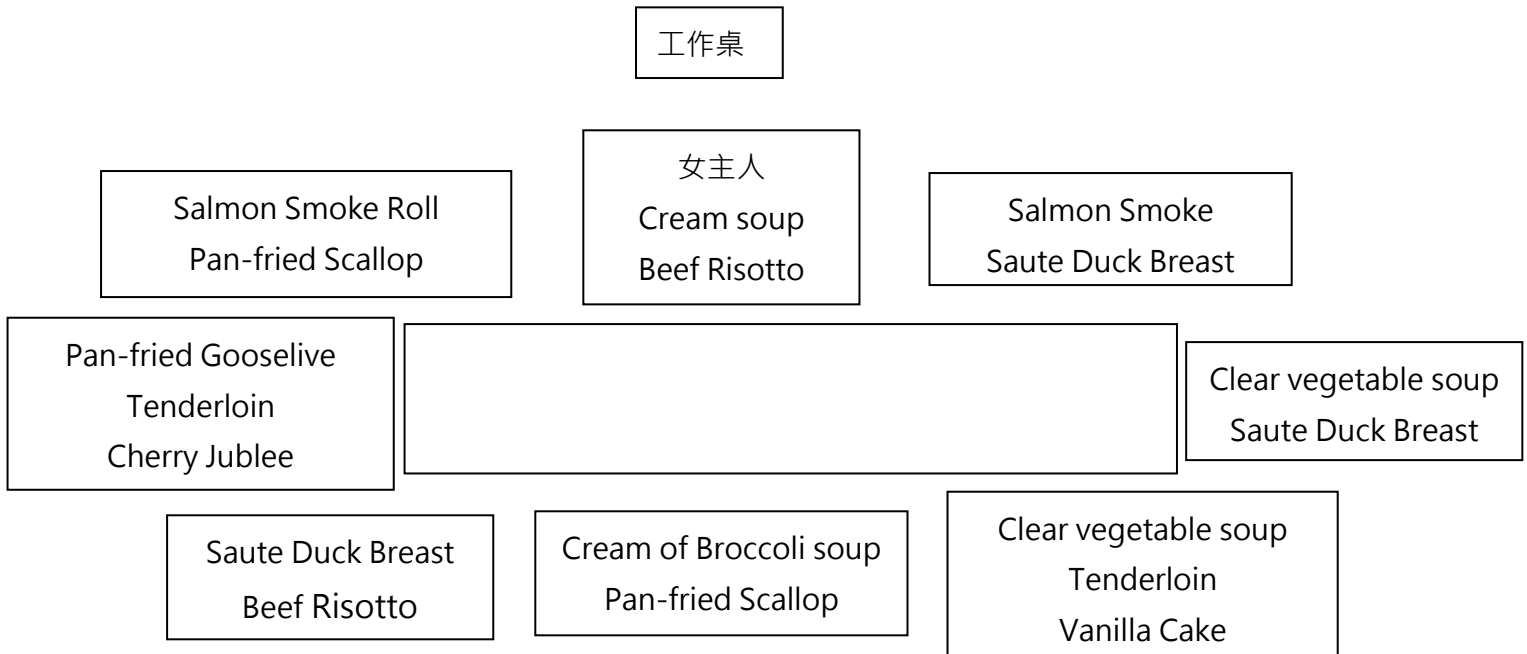 工作桌
女主人
Cream soup
Beef Risotto
Salmon Smoke Roll
Pan-fried Scallop
Salmon Smoke
Saute Duck Breast
Pan-fried Gooselive
Tenderloin
Cherry Jublee
Clear vegetable soup
Saute Duck Breast
Saute Duck Breast
Beef Risotto
Cream of Broccoli soup
Pan-fried Scallop
Clear vegetable soup
Tenderloin
Vanilla Cake